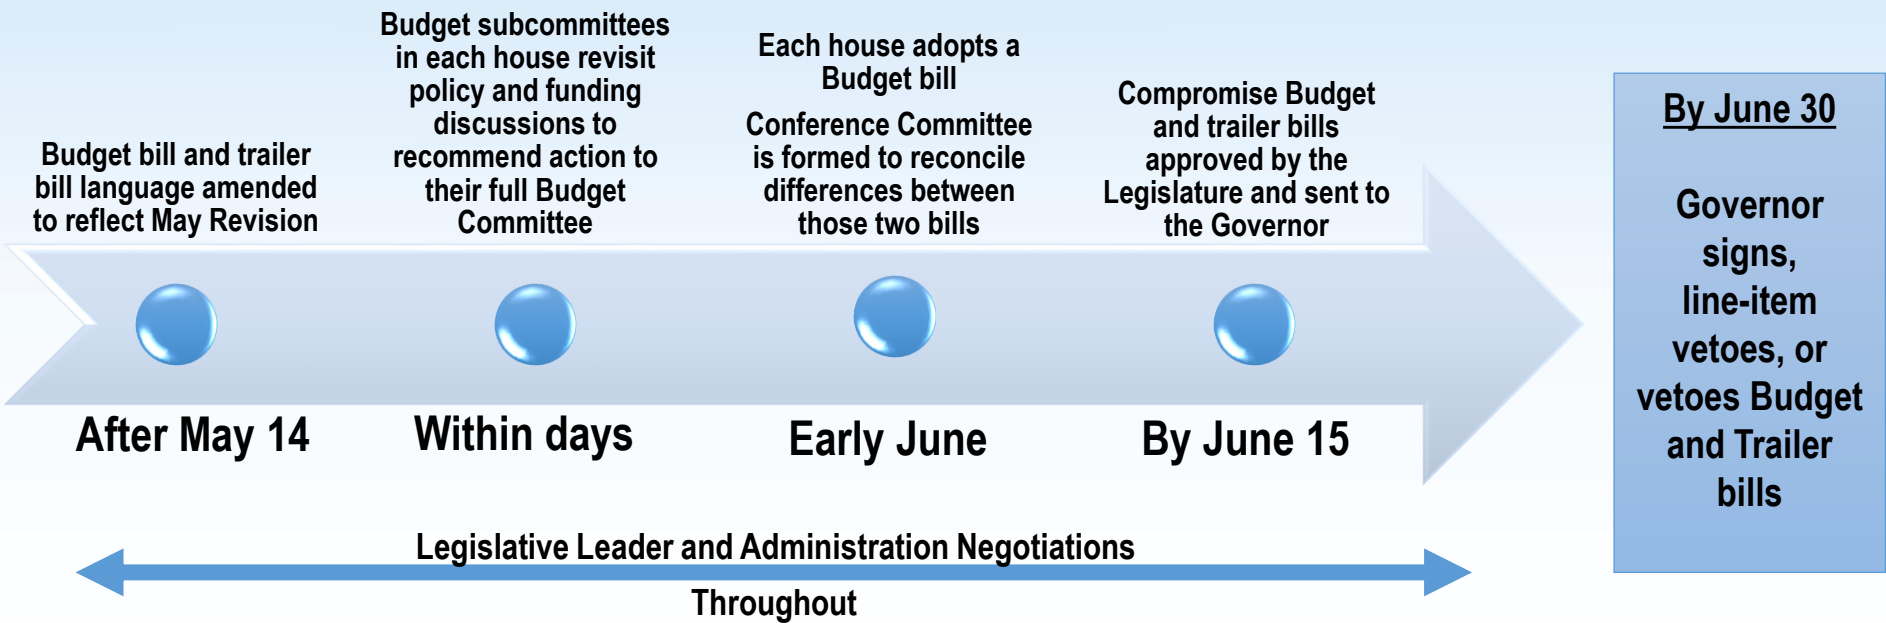 Budget bill and trailer
bill language amended
to reflect May Revision
After May 14
Budget subcommittees
in each house revisit
policy and funding
discussions to
recommend action to
their full Budget
Committee
Within days
Each house adopts a
Budget bill
Conference Committee
is formed to reconcile
differences between
those two bills
Early June
Compromise Budget
and trailer bills
approved by the
Legislature and sent to
the Governor
By June 15
By June 30
Governor
signs,
line-item
vetoes, or
vetoes Budget
and Trailer
bills
Legislative Leader and Administration Negotiations
Throughout